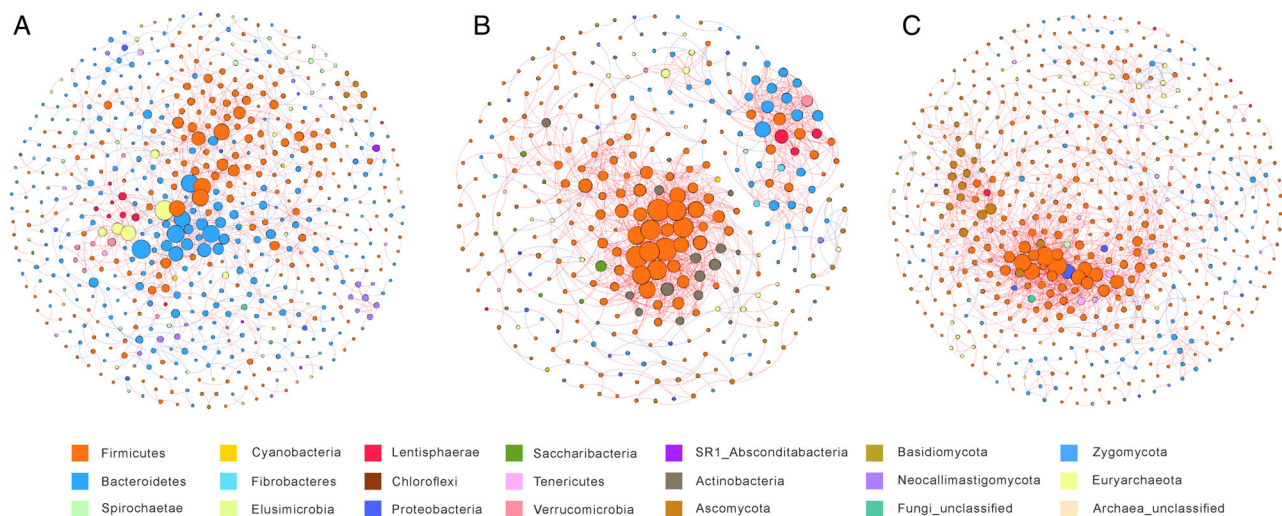 A B C
Firmicutes Cyanobacteria Lentisphaerae Saccharibacteria SR1_Absconditabacteria Basidiomycota Zygomycota
Bacteroidetes Fibrobacteres Chloroflexi Tenericutes Actinobacteria Neocallimastigomycota Euryarchaeota
Spirochaetae Elusimicrobia Proteobacteria Verrucomicrobia Ascomycota Fungi_unclassified Archaea_unclassified